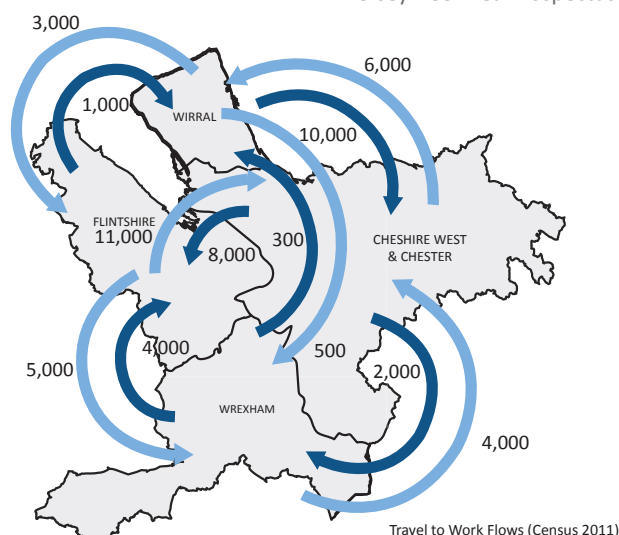 3,000
6,000
1,000
WIRRAL
10,000
FLINTSHIRE
11,000
8,000
300
CHESHIRE WEST
& CHESTER
5,000
4,000
500
2,000
WREXHAM
4,000
Travel to Work Flows (Census 2011)